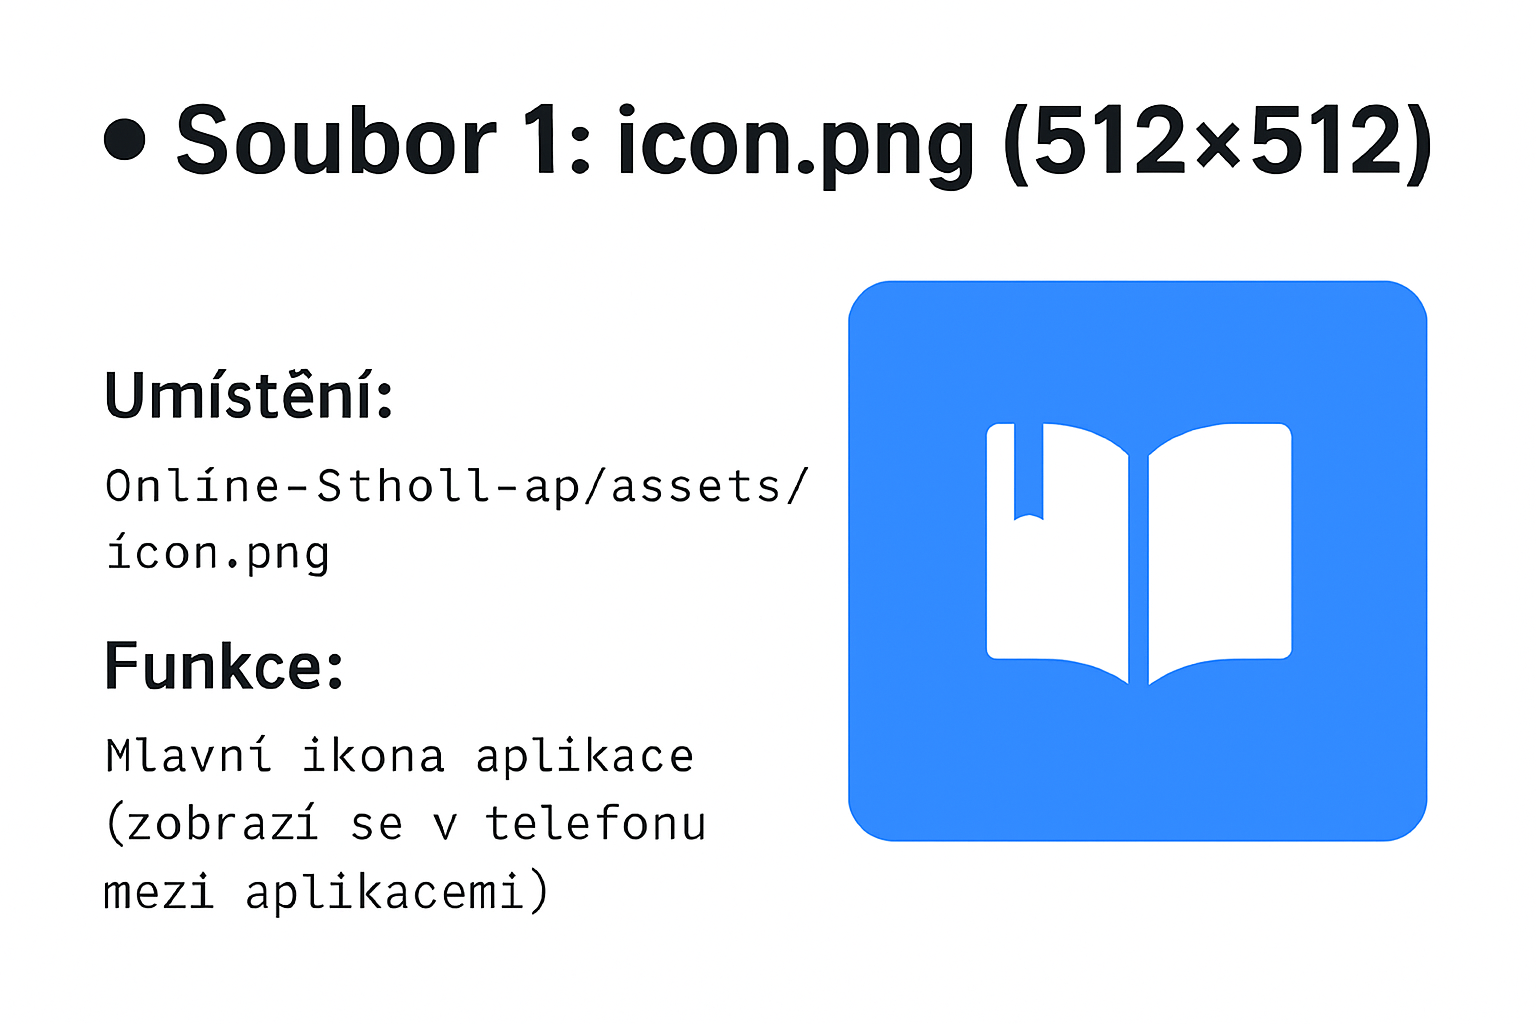 • Soubor 1: icon.png (512×512)
Umístění:
Onlíne-Stholl-ap/assets/
ícon.png
Funkce:
Mlavní ikona aplikace
(zobrazí se v telefonu
mezi aplikacemi)